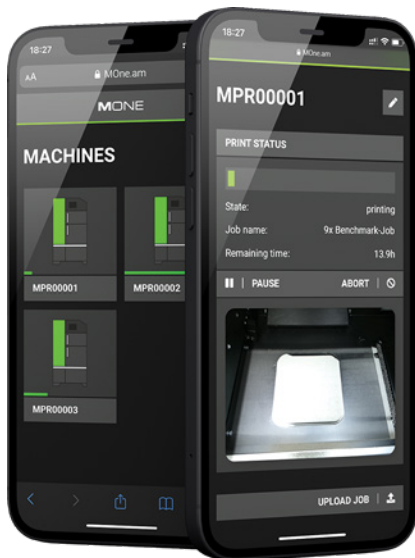 18:27
AA MOne.am
MONE
MACHINES
MPR00001
MPR00002
MPR00003
18:27
MOne.am
MPR00001
PRINT STATUS
State: printing
Job name: 9x Benchmark-Job
Remaining time: 13.9h
PAUSE ABORT
UPLOAD JOB